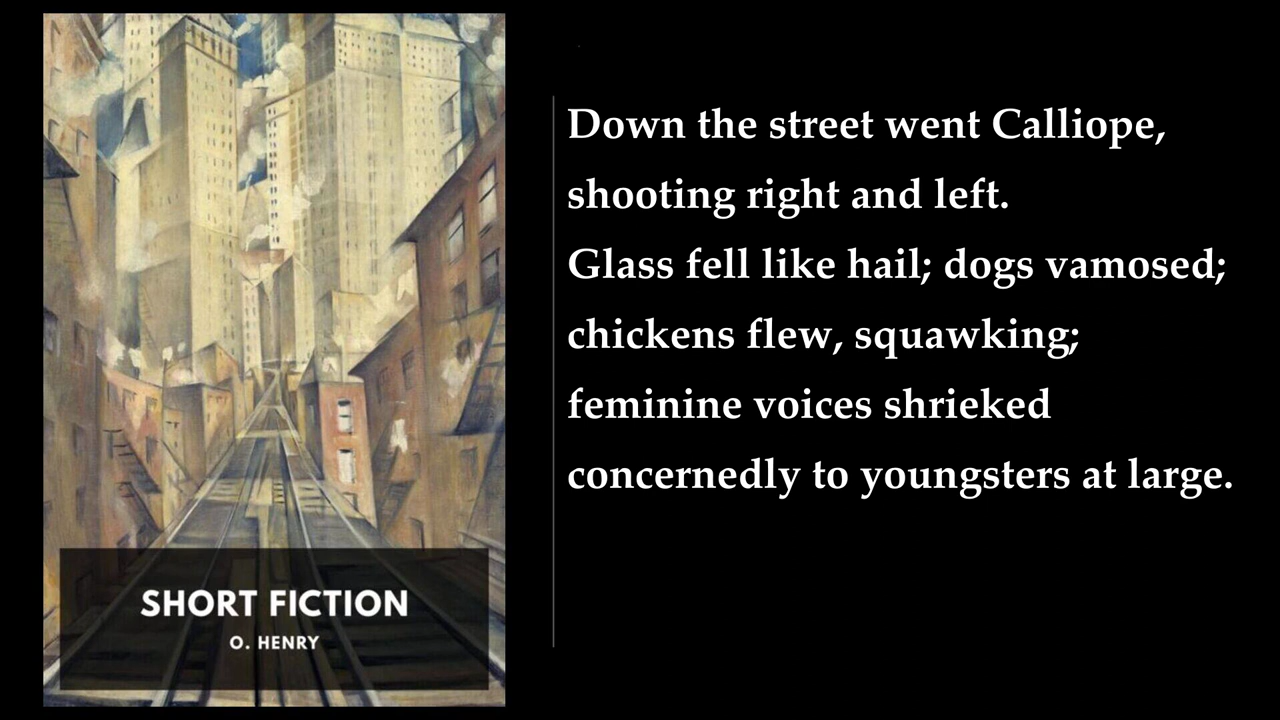 Down the street went Calliope,
shooting right and left.
Glass fell like hail; dogs vamosed;
chickens flew, squawking;
feminine voices shrieked
concernedly to youngsters at large.
SHORT FICTION
O. HENRY